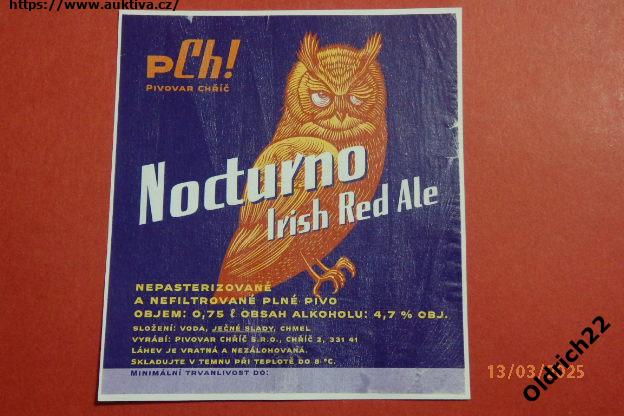 https://www.auktiva.cz/
PCh!
PIVOVAR CHŘÍČ
Nocturno
Irish Red Ale
NEPASTERIZOVANÉ
A NEFILTROVANÉ PLNÉ PIVO
OBJEM: 0,75 ℓ OBSAH ALKOHOLU: 4,7 % OBJ.
SLOŽENÍ: VODA, JEČNÉ SLADY, CHMEL
VYRÁBÍ: PIVOVAR CHŘÍČ S.R.O., CHŘÍČ 2, 331 41
LÁHEV JE VRATNÁ A NEZÁLOHOVANÁ.
SKLADUJTE V TEMNU PŘI TEPLOTĚ DO 8 °C.
MINIMÁLNÍ TRVANLIVOST DO:
13/03/2025
Oldrich22